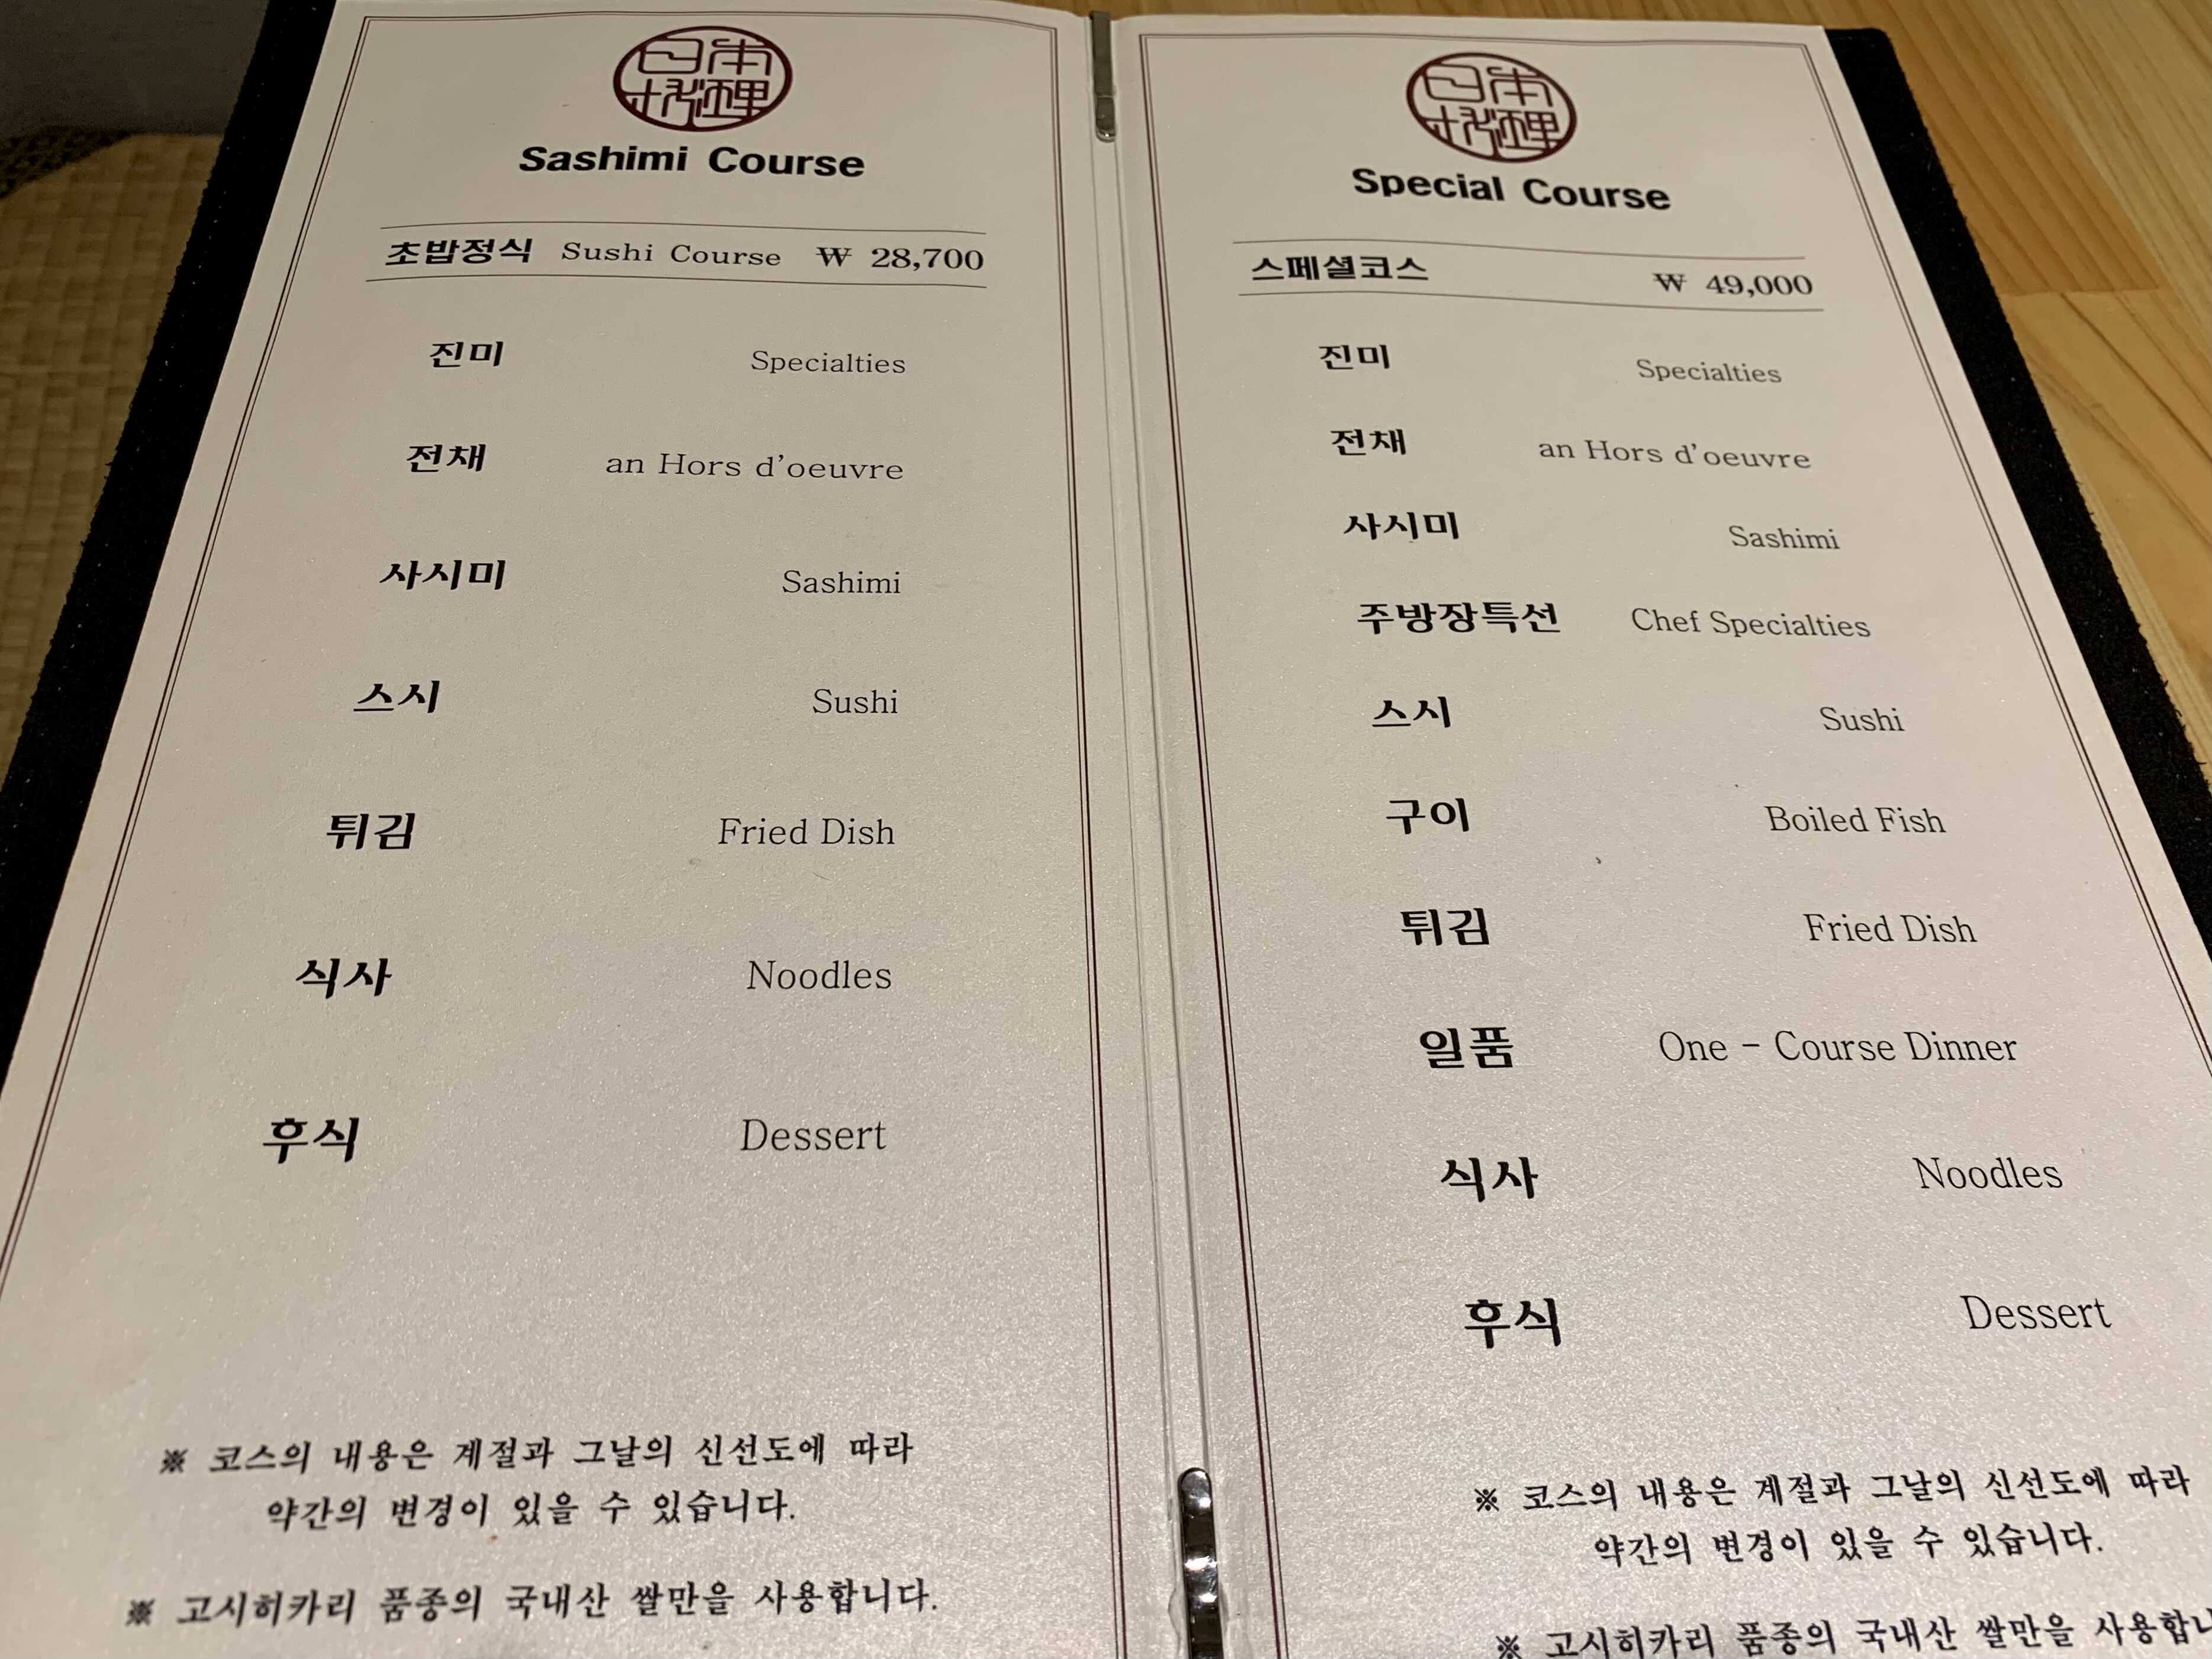 日本
料理
Sashimi Course
초밥정식 Sushi Course ₩ 28,700
진미 Specialties
전채 an Hors d'oeuvre
사시미 Sashimi
스시 Sushi
튀김 Fried Dish
식사 Noodles
후식 Dessert
※ 코스의 내용은 계절과 그날의 신선도에 따라
약간의 변경이 있을 수 있습니다.
※ 고시히카리 품종의 국내산 쌀만을 사용합니다.
日本
料理
Special Course
스페셜코스 ₩ 49,000
진미 Specialties
전채 an Hors d'oeuvre
사시미 Sashimi
주방장특선 Chef Specialties
스시 Sushi
구이 Boiled Fish
튀김 Fried Dish
일품 One - Course Dinner
식사 Noodles
후식 Dessert
※ 코스의 내용은 계절과 그날의 신선도에 따라
약간의 변경이 있을 수 있습니다.
※ 고시히카리 품종의 국내산 쌀만을